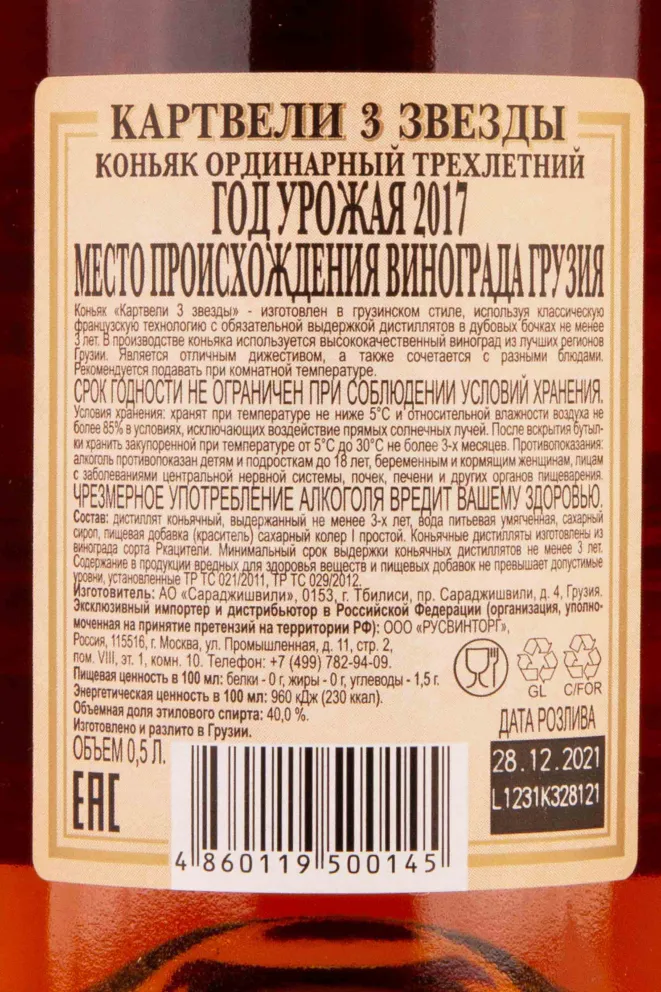 КАРТВЕЛИ 3 ЗВЕЗДЫ
КОНЬЯК ОРДИНАРНЫЙ ТРЕХЛЕТНИЙ
ГОД УРОЖАЯ 2017
МЕСТО ПРОИСХОЖДЕНИЯ ВИНОГРАДА ГРУЗИЯ
Коньяк «Картвели 3 звезды» - изготовлен в грузинском стиле, используя классическую
французскую технологию с обязательной выдержкой дистиллятов в дубовых бочках не менее
3 лет. В производстве коньяка используется высококачественный виноград из лучших регионов
Грузии. Является отличным дижестивом, а также сочетается с разными блюдами.
Рекомендуется подавать при комнатной температуре.
СРОК ГОДНОСТИ НЕ ОГРАНИЧЕН ПРИ СОБЛЮДЕНИИ УСЛОВИЙ ХРАНЕНИЯ.
Условия хранения: хранят при температуре не ниже 5°С и относительной влажности воздуха не
более 85% в условиях, исключающих воздействие прямых солнечных лучей. После вскрытия бутыл-
ки хранить закупоренной при температуре от 5°С до 30°С не более 3-х месяцев. Противопоказания:
алкоголь противопоказан детям и подросткам до 18 лет, беременным и кормящим женщинам, лицам
с заболеваниями центральной нервной системы, почек, печени и других органов пищеварения.
ЧРЕЗМЕРНОЕ УПОТРЕБЛЕНИЕ АЛКОГОЛЯ ВРЕДИТ ВАШЕМУ ЗДОРОВЬЮ.
Состав: дистиллят коньячный, выдержанный не менее 3-х лет, вода питьевая умягченная, сахарный
сироп, пищевая добавка (краситель) сахарный колер I простой. Коньячные дистилляты изготовлены из
винограда сорта Ркацители. Минимальный срок выдержки коньячных дистиллятов не менее 3 лет.
Содержание в продукции вредных для здоровья веществ и пищевых добавок не превышает допустимые
уровни, установленные ТР ТС 021/2011, ТР ТС 029/2012.
Изготовитель: АО «Сараджишвили», 0153, г. Тбилиси, пр. Сараджишвили, д. 4, Грузия.
Эксклюзивный импортер и дистрибьютор в Российской Федерации (организация, уполно-
моченная на принятие претензий на территории РФ): ООО «РУСВИНТОРГ»,
Россия, 115516, г. Москва, ул. Промышленная, д. 11, стр. 2,
пом. VIII, эт. 1, комн. 10. Телефон: +7 (499) 782-94-09.
Пищевая ценность в 100 мл: белки - 0 г, жиры - 0 г, углеводы - 1,5 г.
Энергетическая ценность в 100 мл: 960 кДж (230 ккал).
Объемная доля этилового спирта: 40,0 %.
Изготовлено и разлито в Грузии.
GL
C/FOR
ОБЪЕМ 0,5 Л.
ДАТА РОЗЛИВА
28.12.2021
L1231K328121
EAC
4 860119 500145